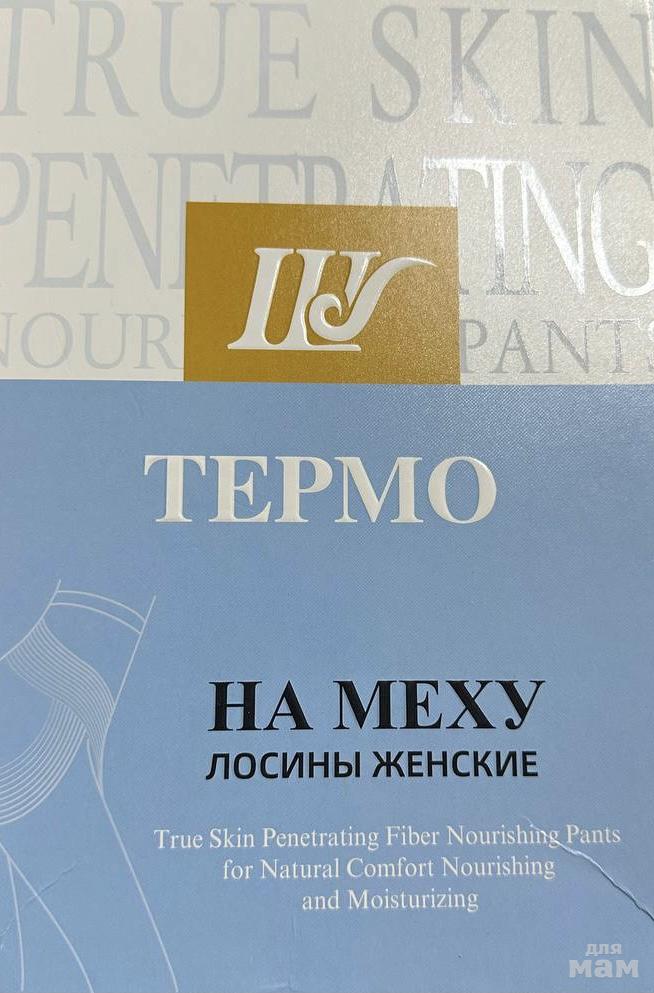 TRUE SKIN
PENETRATING
PANTS
ТЕРМО
НА МЕХУ
ЛОСИНЫ ЖЕНСКИЕ
True Skin Penetrating Fiber Nourishing Pants
for Natural Comfort Nourishing
and Moisturizing
для
мам